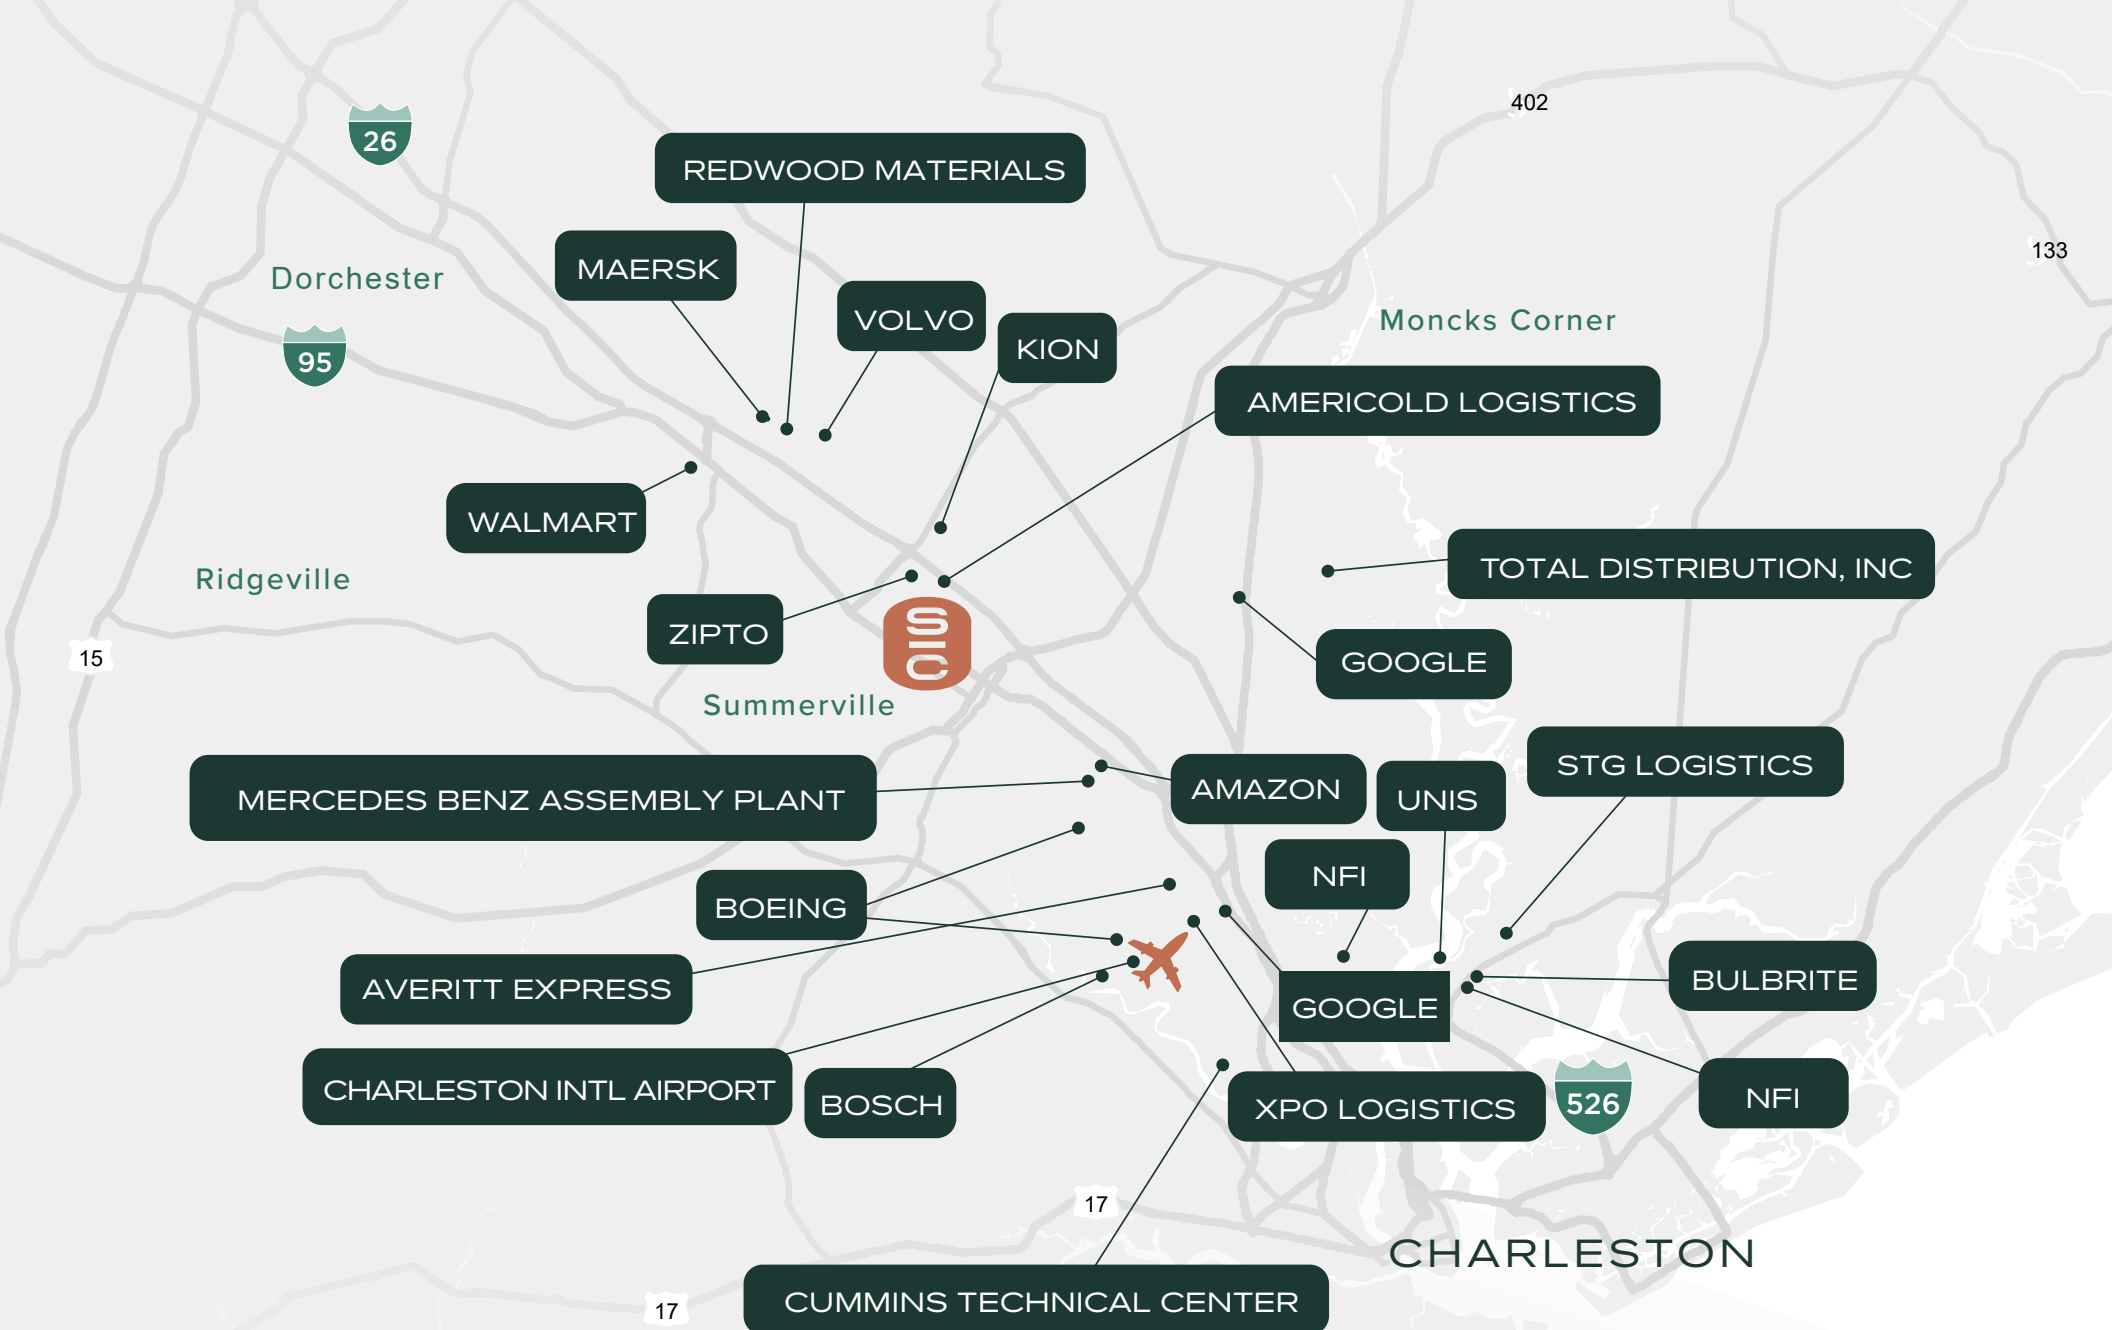 402
26
REDWOOD MATERIALS
133
MAERSK
Dorchester
VOLVO
Moncks Corner
KION
95
AMERICOLD LOGISTICS
WALMART
TOTAL DISTRIBUTION, INC
Ridgeville
SIC
ZIPTO
15
GOOGLE
Summerville
STG LOGISTICS
AMAZON
UNIS
MERCEDES BENZ ASSEMBLY PLANT
NFI
BOEING
BULBRITE
AVERITT EXPRESS
GOOGLE
CHARLESTON INTL AIRPORT
BOSCH
XPO LOGISTICS
526
NFI
17
CHARLESTON
CUMMINS TECHNICAL CENTER
17